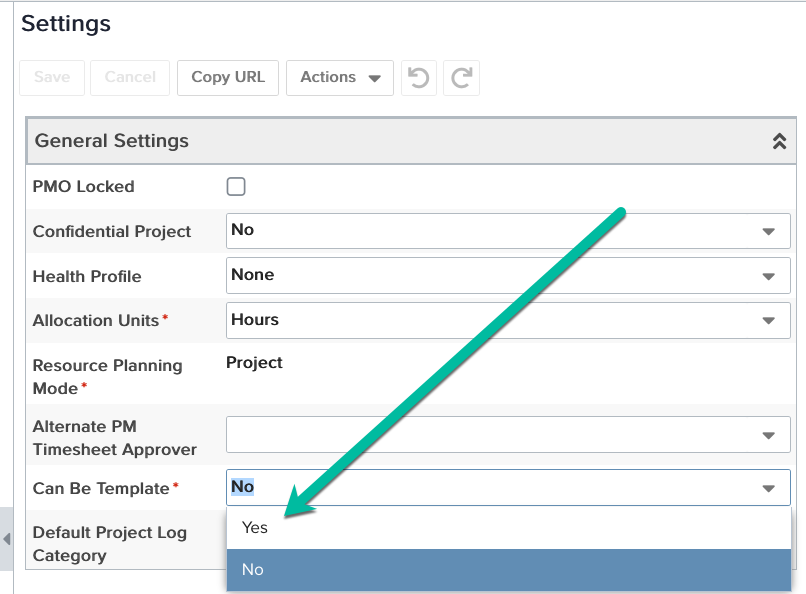 Settings
Save Cancel Copy URL Actions
General Settings
PMO Locked
Confidential Project No
Health Profile None
Allocation Units* Hours
Resource Planning
Mode* Project
Alternate PM
Timesheet Approver
Can Be Template* No
Yes
No
Default Project Log
Category